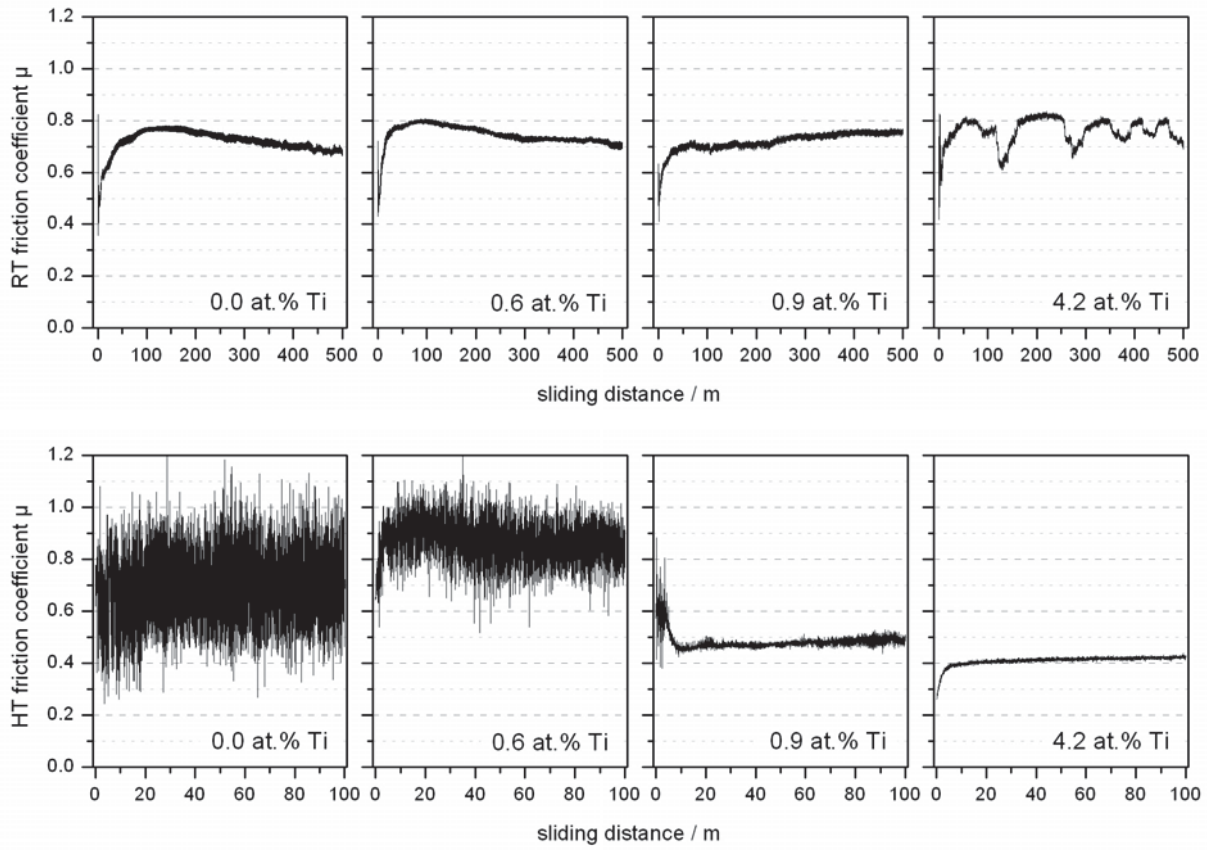 RT friction coefficient μ
1.2
1.0
0.8
0.6
0.4
0.2
0.0
0.0 at.% Ti
0.6 at.% Ti
0.9 at.% Ti
4.2 at.% Ti
0 100 200 300 400 500
0 100 200 300 400 500
0 100 200 300 400 500
0 100 200 300 400 500
sliding distance / m
HT friction coefficient μ
1.2
1.0
0.8
0.6
0.4
0.2
0.0
0.0 at.% Ti
0.6 at.% Ti
0.9 at.% Ti
4.2 at.% Ti
0 20 40 60 80 100
0 20 40 60 80 100
0 20 40 60 80 100
0 20 40 60 80 100
sliding distance / m